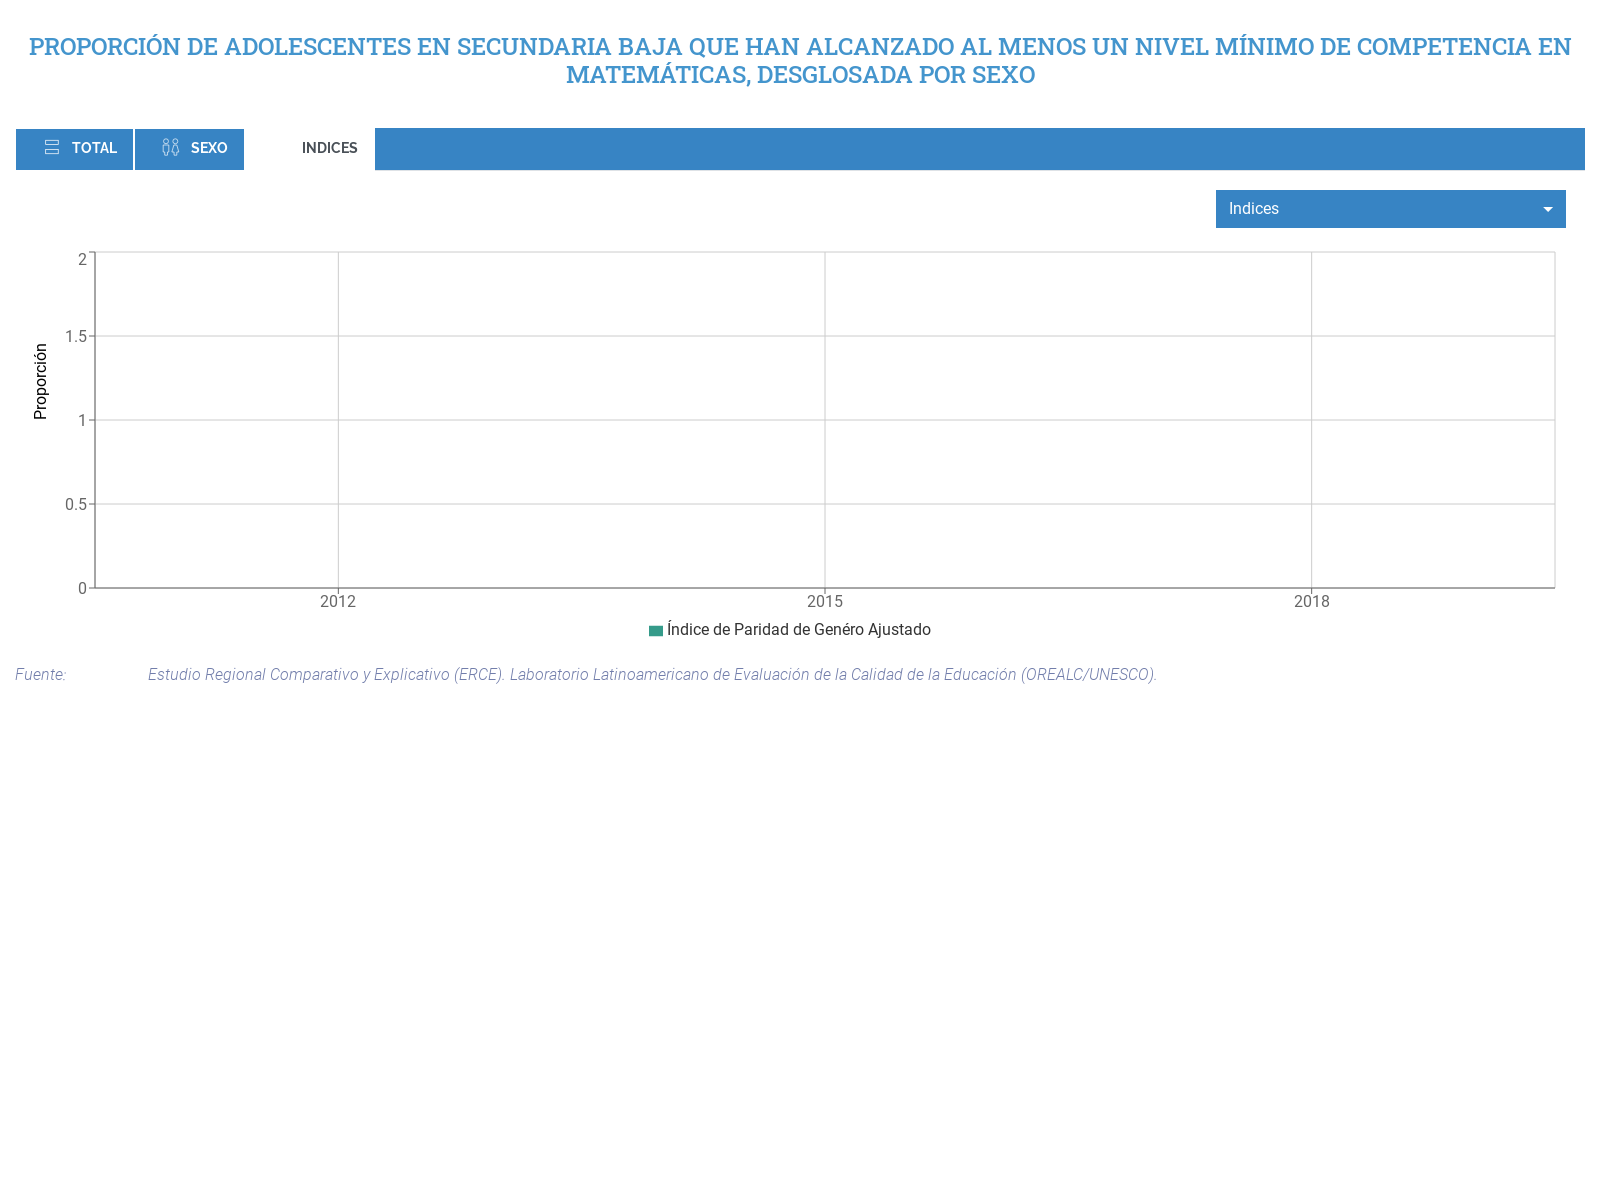 PROPORCIÓN DE ADOLESCENTES EN SECUNDARIA BAJA QUE HAN ALCANZADO AL MENOS UN NIVEL MÍNIMO DE COMPETENCIA EN
MATEMÁTICAS, DESGLOSADA POR SEXO
TOTAL SEXO INDICES
Indices
2
1.5
1
0.5
0
Proporción
2012 2015 2018
Índice de Paridad de Genéro Ajustado
Fuente: Estudio Regional Comparativo y Explicativo (ERCE). Laboratorio Latinoamericano de Evaluación de la Calidad de la Educación (OREALC/UNESCO).